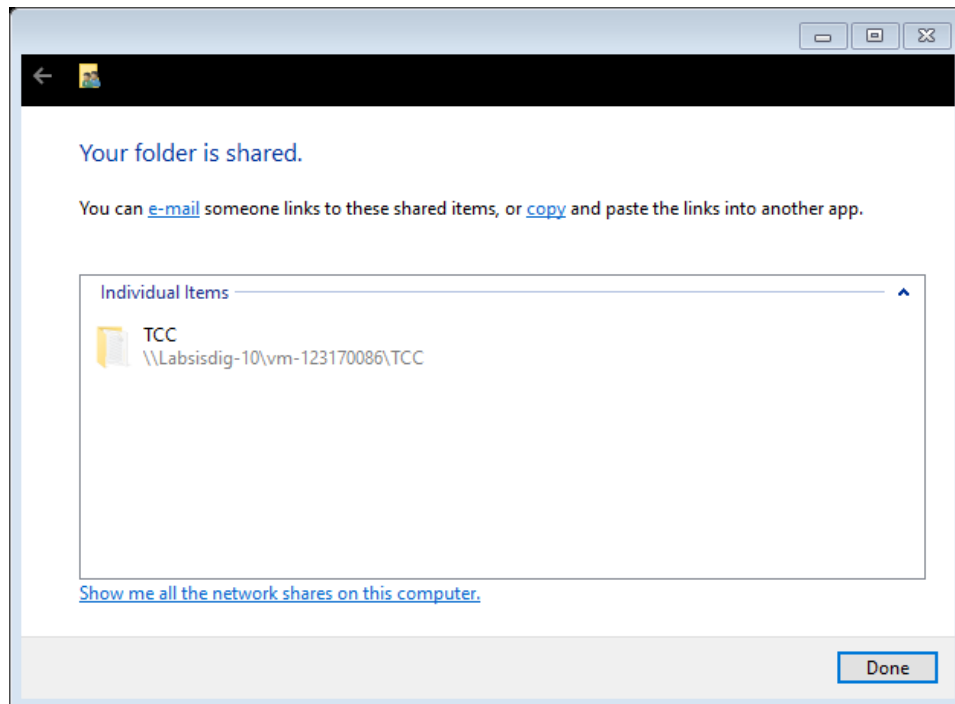 Your folder is shared.
You can e-mail someone links to these shared items, or copy and paste the links into another app.
Individual Items
TCC
\\Labsisdig-10\vm-123170086\TCC
Show me all the network shares on this computer.
Done